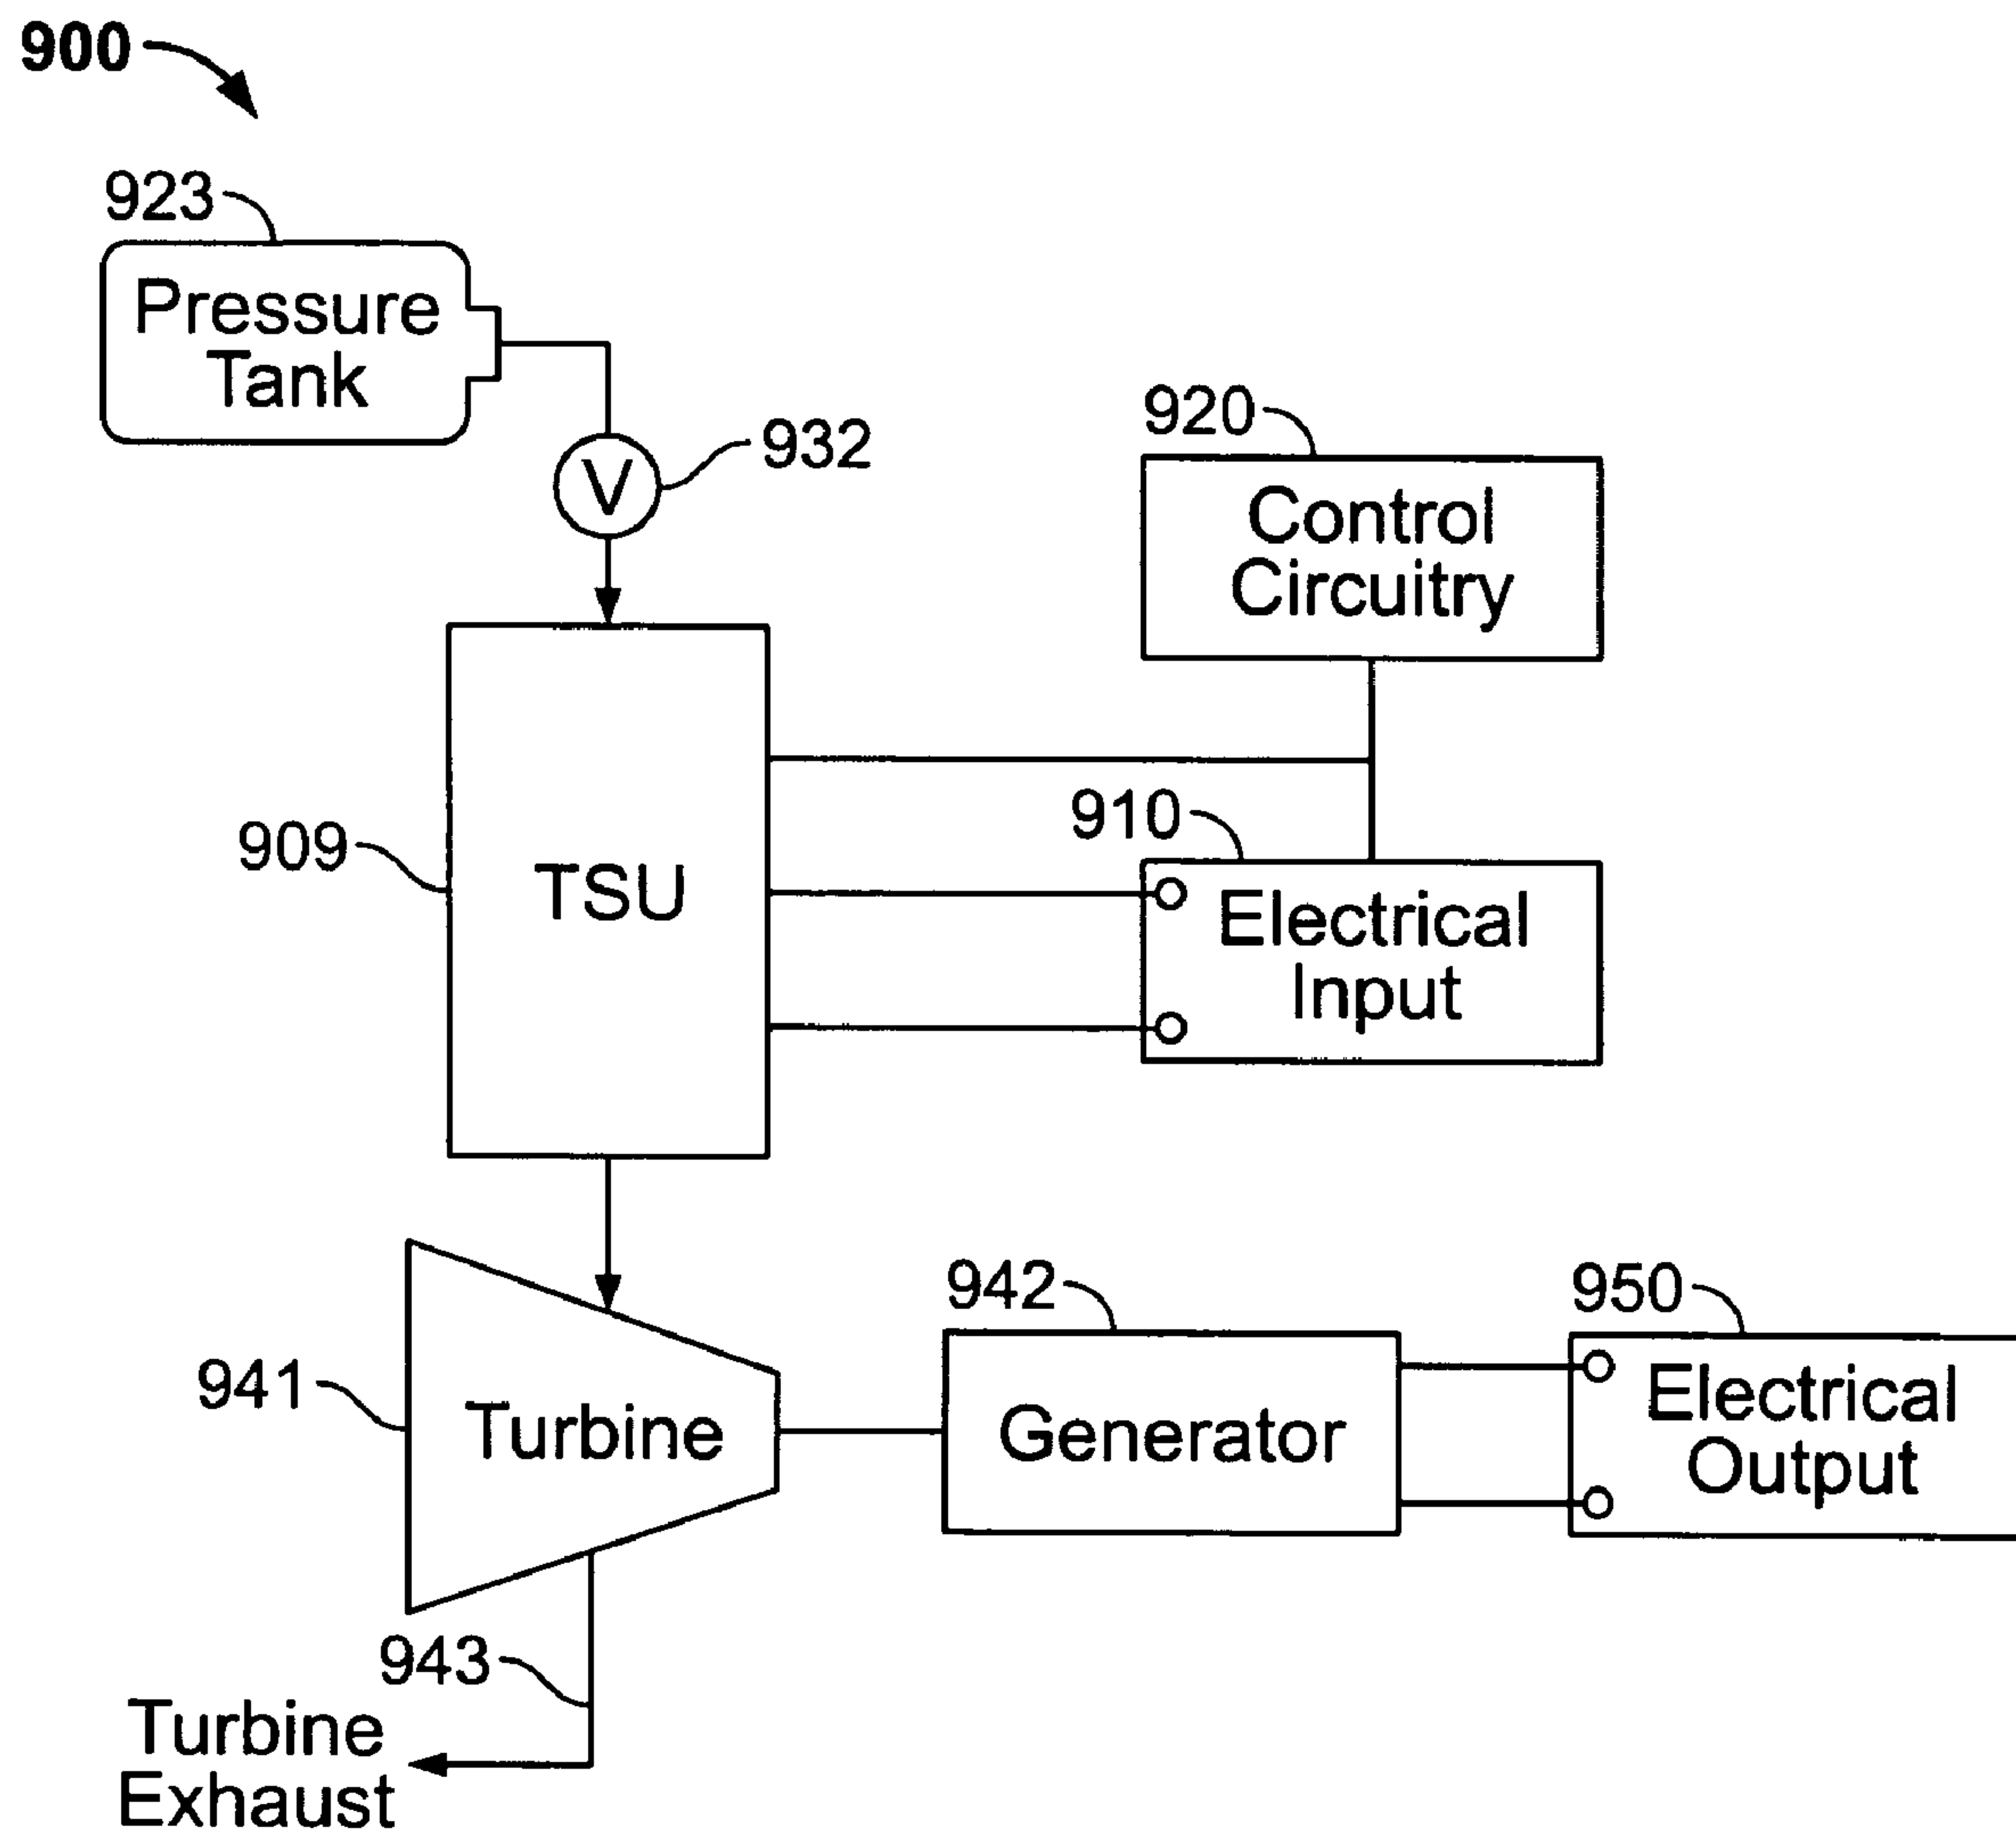 900
923
Pressure
Tank
932
V
920
Control
Circuitry
910
909
TSU
Electrical
Input
942
950
941
Turbine
Generator
Electrical
Output
943
Turbine
Exhaust